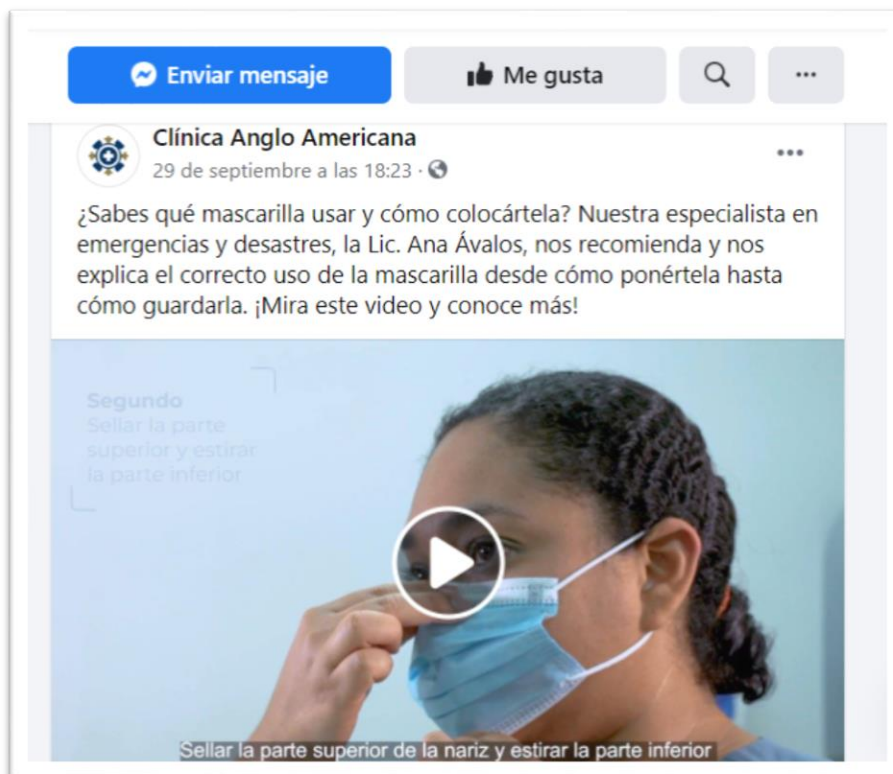 Enviar mensaje
Me gusta
Clínica Anglo Americana
29 de septiembre a las 18:23 ·
¿Sabes qué mascarilla usar y cómo colocártela? Nuestra especialista en
emergencias y desastres, la Lic. Ana Ávalos, nos recomienda y nos
explica el correcto uso de la mascarilla desde cómo ponértela hasta
cómo guardarla. ¡Mira este video y conoce más!
Segundo
Sellar la parte
superior y estirar
la parte inferior
Sellar la parte superior de la nariz y estirar la parte inferior